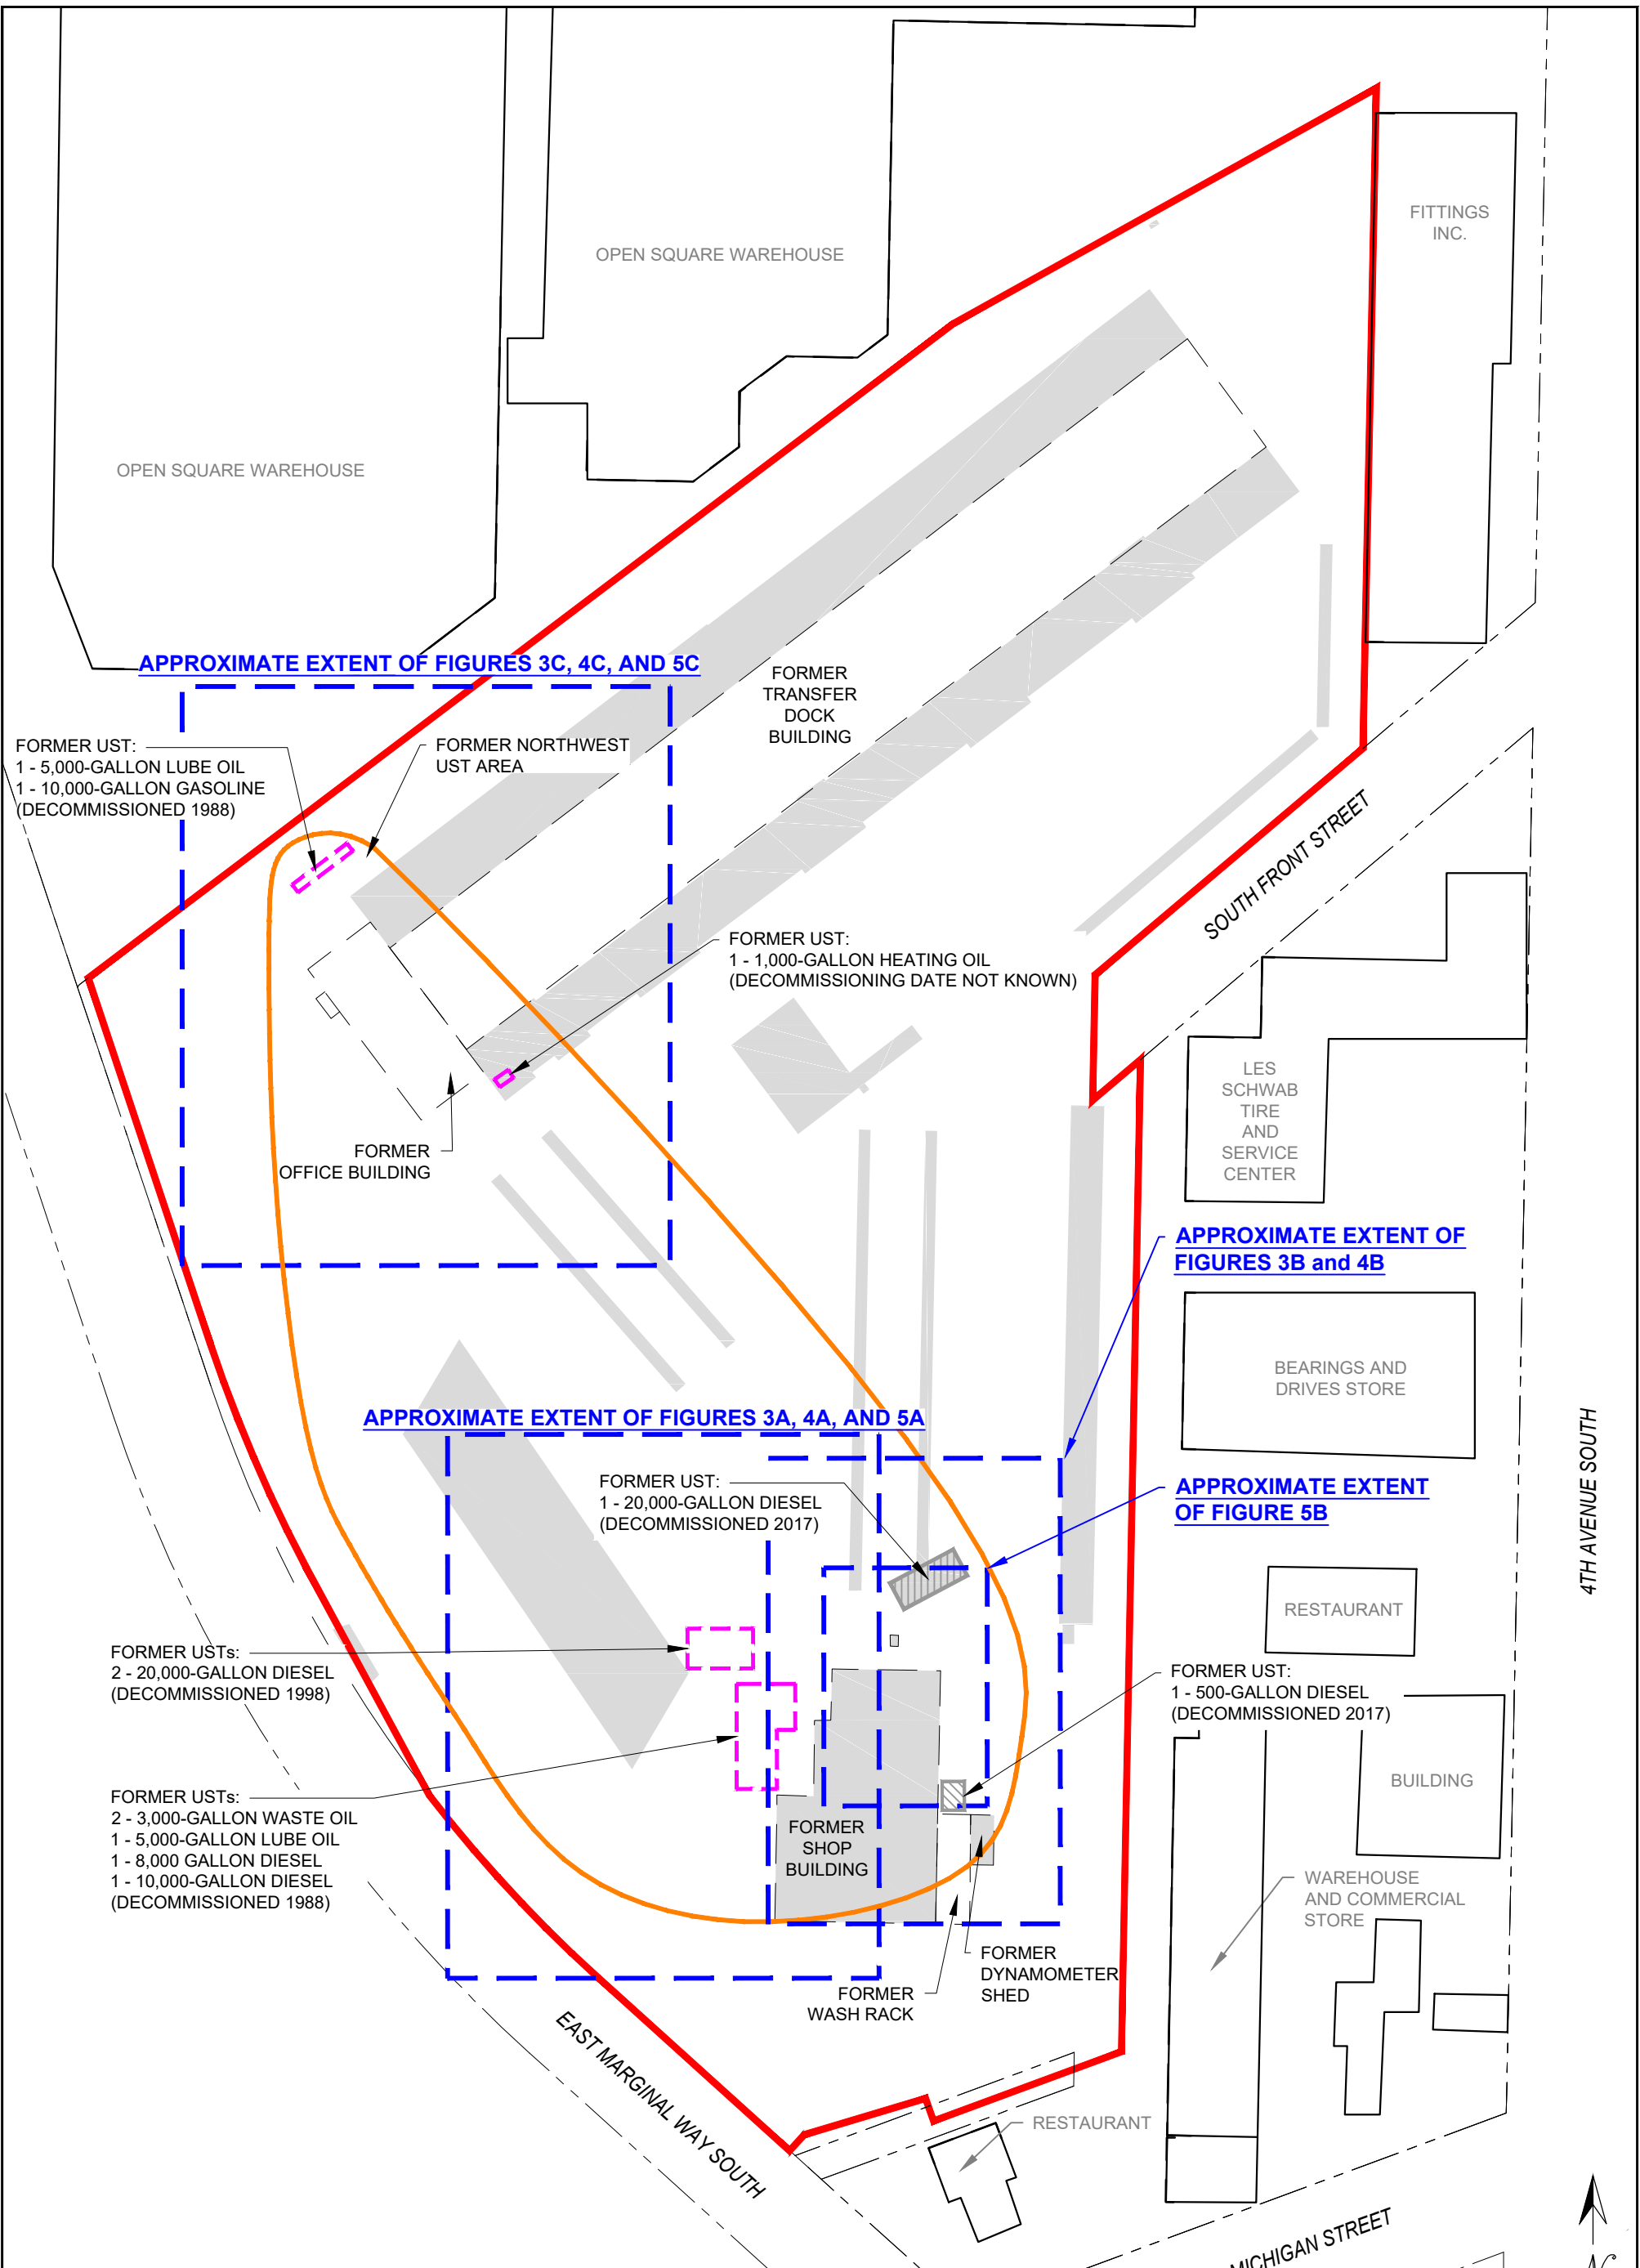 FITTINGS
INC.
OPEN SQUARE WAREHOUSE
OPEN SQUARE WAREHOUSE
APPROXIMATE EXTENT OF FIGURES 3C, 4C, AND 5C
FORMER
TRANSFER
DOCK
BUILDING
FORMER UST:
1 - 5,000-GALLON LUBE OIL
1 - 10,000-GALLON GASOLINE
(DECOMMISSIONED 1988)
FORMER NORTHWEST
UST AREA
SOUTH FRONT STREET
FORMER UST:
1 - 1,000-GALLON HEATING OIL
(DECOMMISSIONING DATE NOT KNOWN)
LES
SCHWAB
TIRE
AND
SERVICE
CENTER
FORMER
OFFICE BUILDING
APPROXIMATE EXTENT OF
FIGURES 3B and 4B
BEARINGS AND
DRIVES STORE
APPROXIMATE EXTENT OF FIGURES 3A, 4A, AND 5A
4TH AVENUE SOUTH
FORMER UST:
1 - 20,000-GALLON DIESEL
(DECOMMISSIONED 2017)
APPROXIMATE EXTENT
OF FIGURE 5B
RESTAURANT
FORMER USTs:
2 - 20,000-GALLON DIESEL
(DECOMMISSIONED 1998)
FORMER UST:
1 - 500-GALLON DIESEL
(DECOMMISSIONED 2017)
BUILDING
FORMER USTs:
2 - 3,000-GALLON WASTE OIL
1 - 5,000-GALLON LUBE OIL
1 - 8,000 GALLON DIESEL
1 - 10,000-GALLON DIESEL
(DECOMMISSIONED 1988)
FORMER
SHOP
BUILDING
WAREHOUSE
AND COMMERCIAL
STORE
FORMER
DYNAMOMETER
SHED
FORMER
WASH RACK
EAST MARGINAL WAY SOUTH
RESTAURANT
MICHIGAN STREET